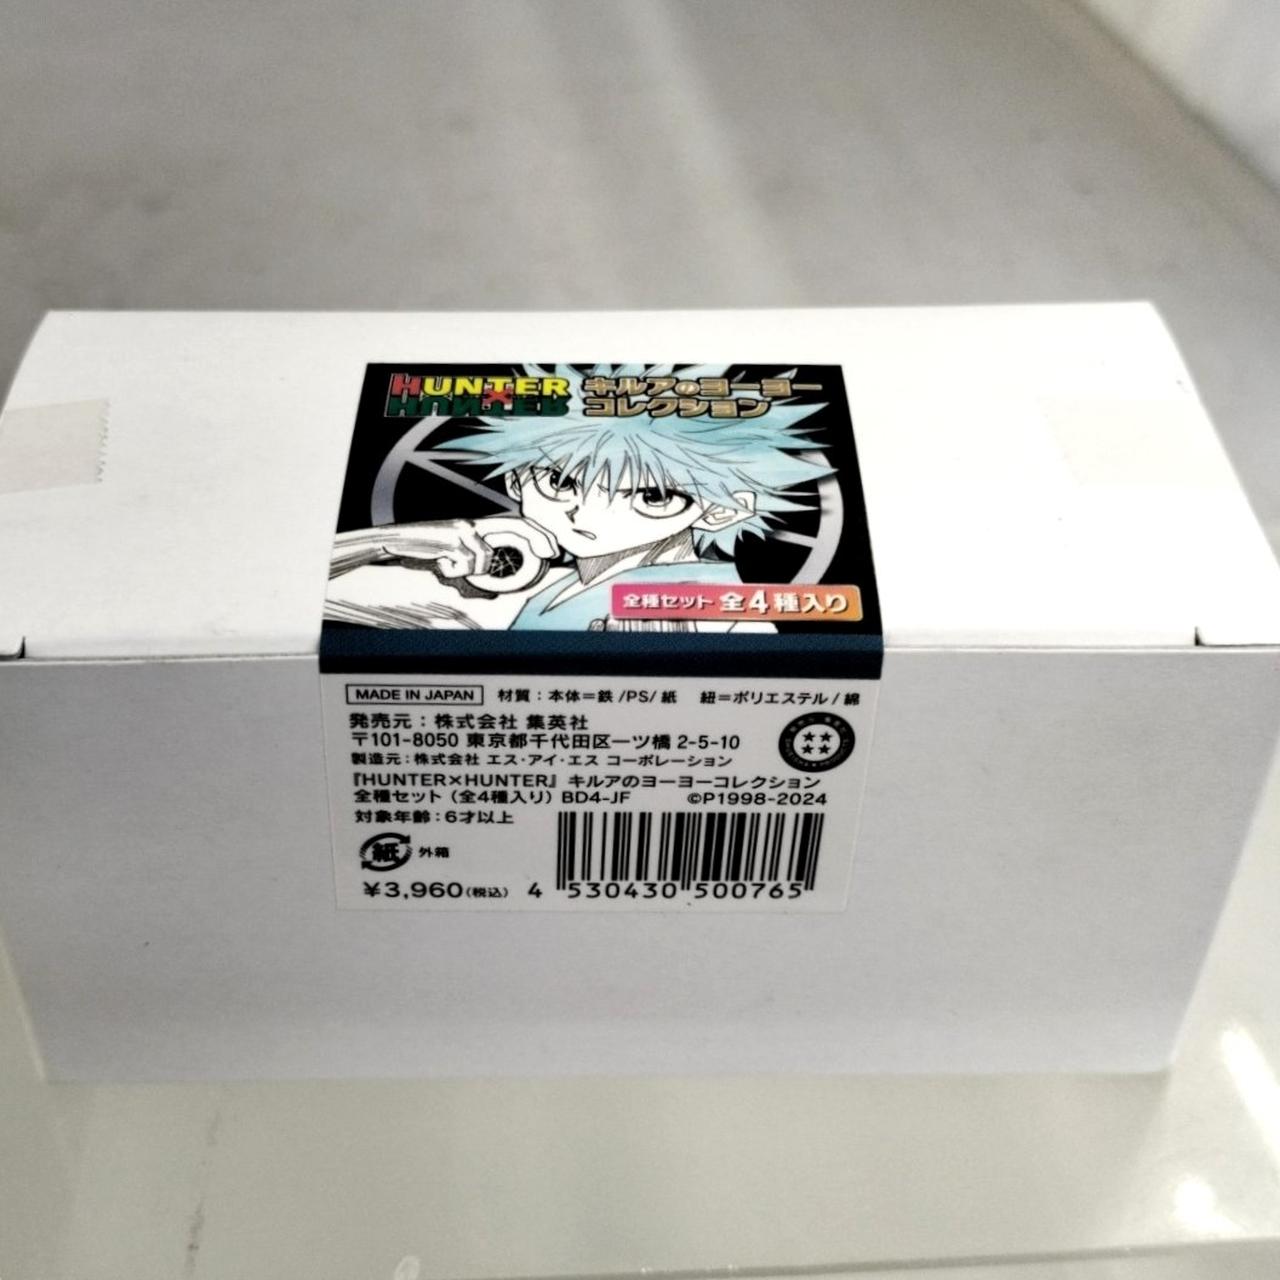 HUNTER×HUNTER
キルアのヨーヨー
コレクション
全種セット 全4種入り
MADE IN JAPAN 材質：本体＝鉄/PS/紙 紐＝ポリエステル/綿
発売元：株式会社 集英社
〒101-8050 東京都千代田区一ツ橋 2-5-10
製造元：株式会社 エス・アイ・エス コーポレーション
『HUNTER×HUNTER』キルアのヨーヨーコレクション
全種セット（全4種入り）BD4-JF ©P1998-2024
対象年齢：6才以上
紙 外箱
¥3,960(税込) 4 530430 500765